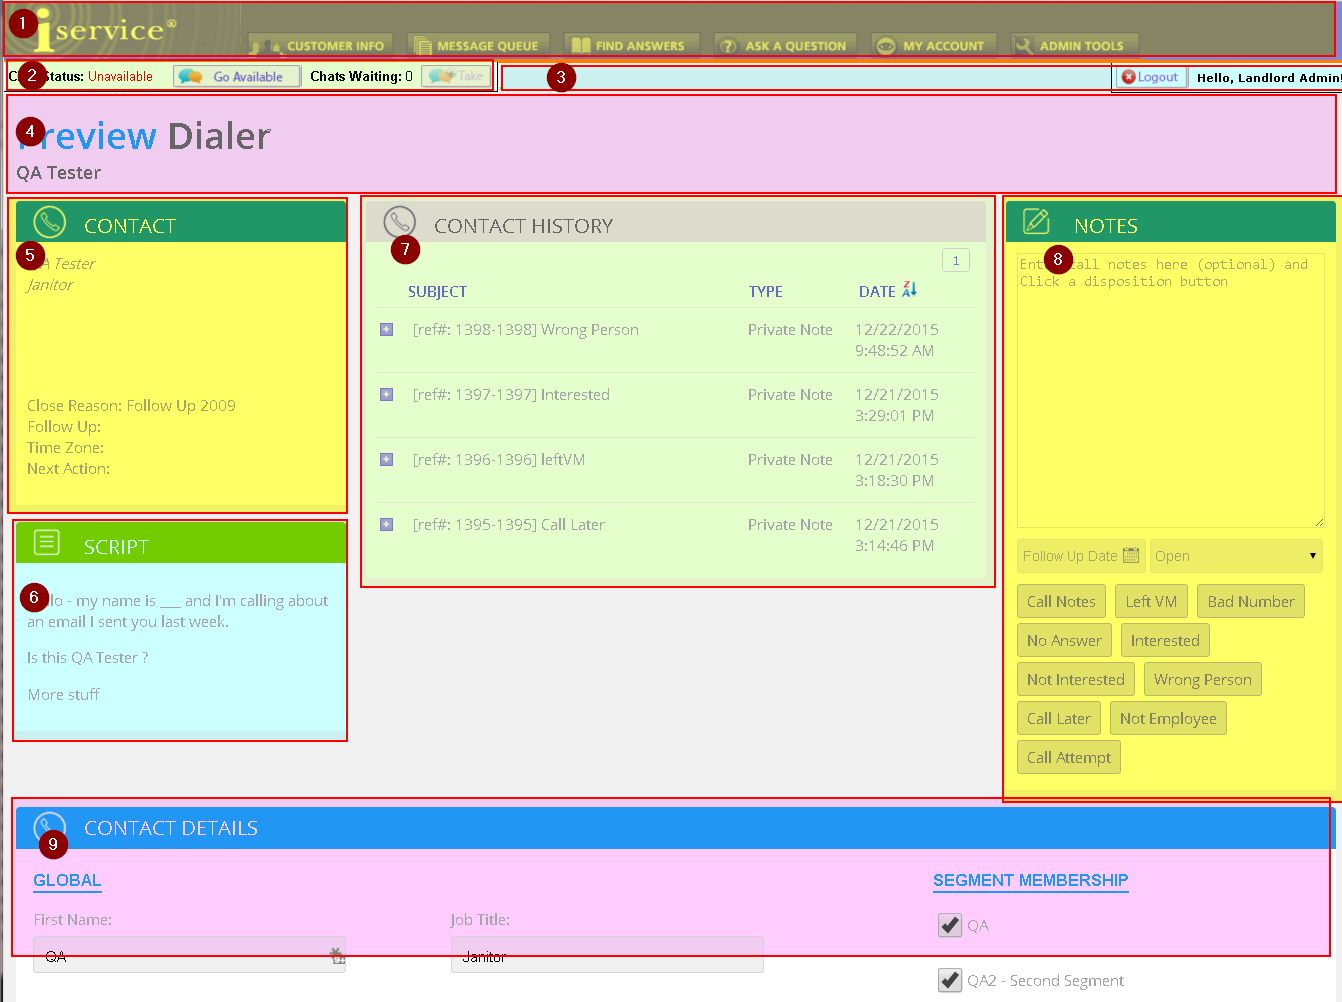 1
iservice®
CUSTOMER INFO
MESSAGE QUEUE
FIND ANSWERS
ASK A QUESTION
MY ACCOUNT
ADMIN TOOLS
2
Status: Unavailable
Go Available
Chats Waiting: 0
Take
3
Logout
Hello, Landlord Admin!
4
Preview Dialer
QA Tester
CONTACT
5
QA Tester
Janitor
Close Reason: Follow Up 2009
Follow Up:
Time Zone:
Next Action:
SCRIPT
6
Hello - my name is ___ and I'm calling about
an email I sent you last week.
Is this QA Tester ?
More stuff
CONTACT HISTORY
7
1
SUBJECT TYPE DATE
[ref#: 1398-1398] Wrong Person Private Note 12/22/2015
9:48:52 AM
[ref#: 1397-1397] Interested Private Note 12/21/2015
3:29:01 PM
[ref#: 1396-1396] leftVM Private Note 12/21/2015
3:18:30 PM
[ref#: 1395-1395] Call Later Private Note 12/21/2015
3:14:46 PM
NOTES
8
Enter call notes here (optional) and
Click a disposition button
Follow Up Date
Open
Call Notes Left VM Bad Number
No Answer Interested
Not Interested Wrong Person
Call Later Not Employee
Call Attempt
CONTACT DETAILS
9
GLOBAL
First Name: Job Title:
QA Janitor
SEGMENT MEMBERSHIP
QA
QA2 - Second Segment